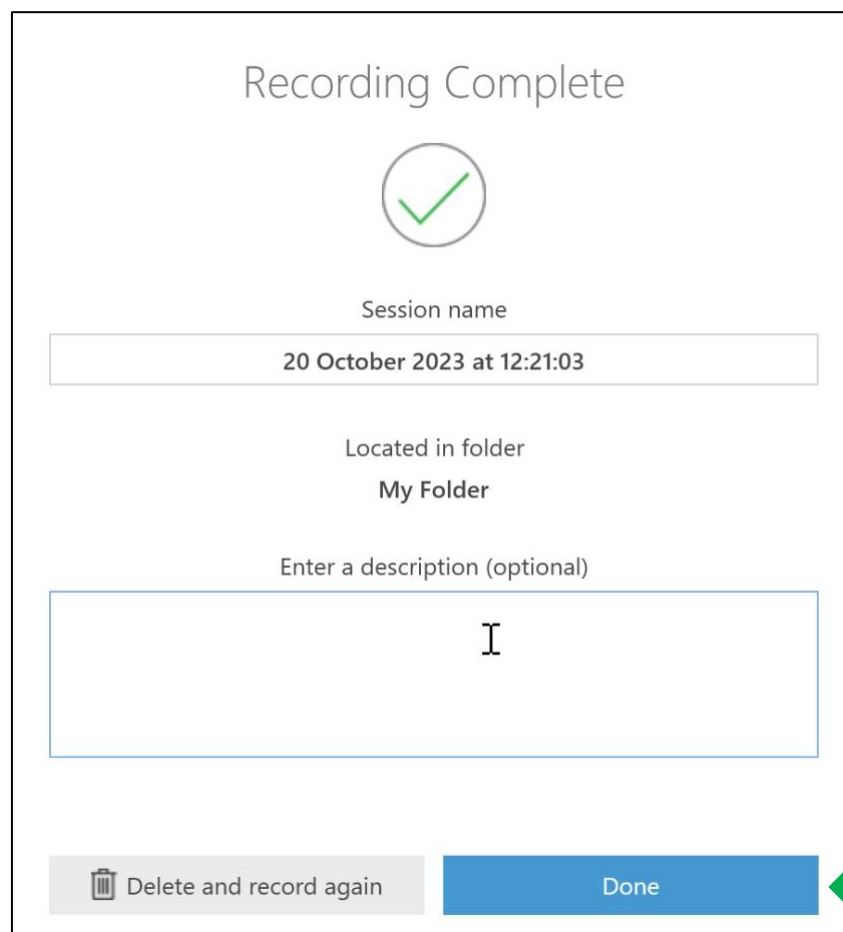 Recording Complete
Session name
20 October 2023 at 12:21:03
Located in folder
My Folder
Enter a description (optional)
Delete and record again
Done